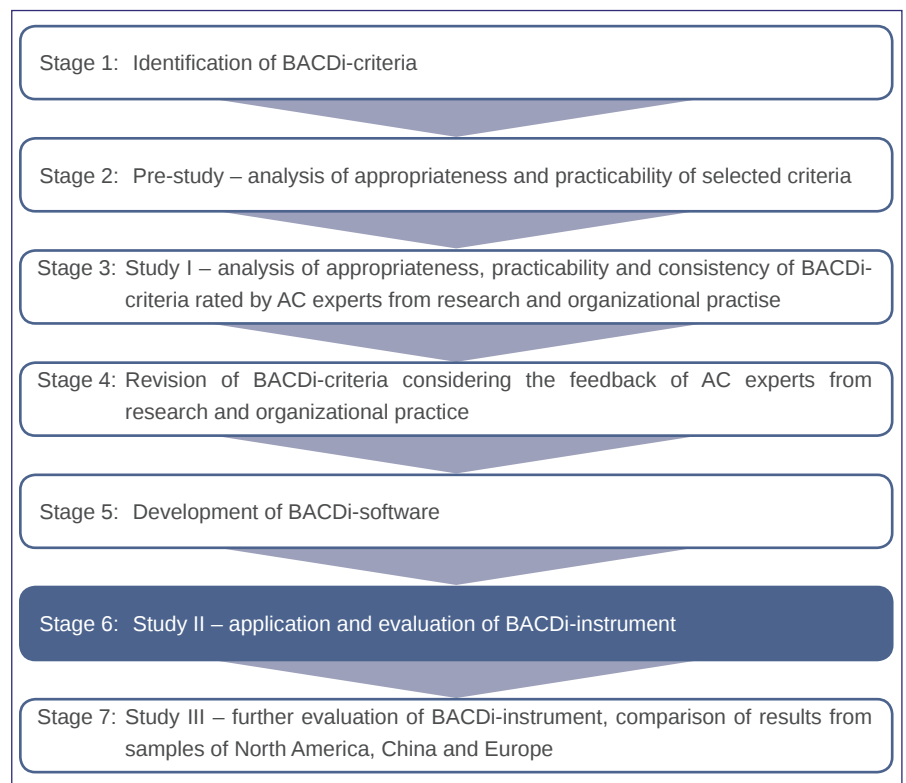 Stage 1: Identification of BACDi-criteria
Stage 2: Pre-study – analysis of appropriateness and practicability of selected criteria
Stage 3: Study I – analysis of appropriateness, practicability and consistency of BACDi-
criteria rated by AC experts from research and organizational practise
Stage 4: Revision of BACDi-criteria considering the feedback of AC experts from
research and organizational practice
Stage 5: Development of BACDi-software
Stage 6: Study II – application and evaluation of BACDi-instrument
Stage 7: Study III – further evaluation of BACDi-instrument, comparison of results from
samples of North America, China and Europe